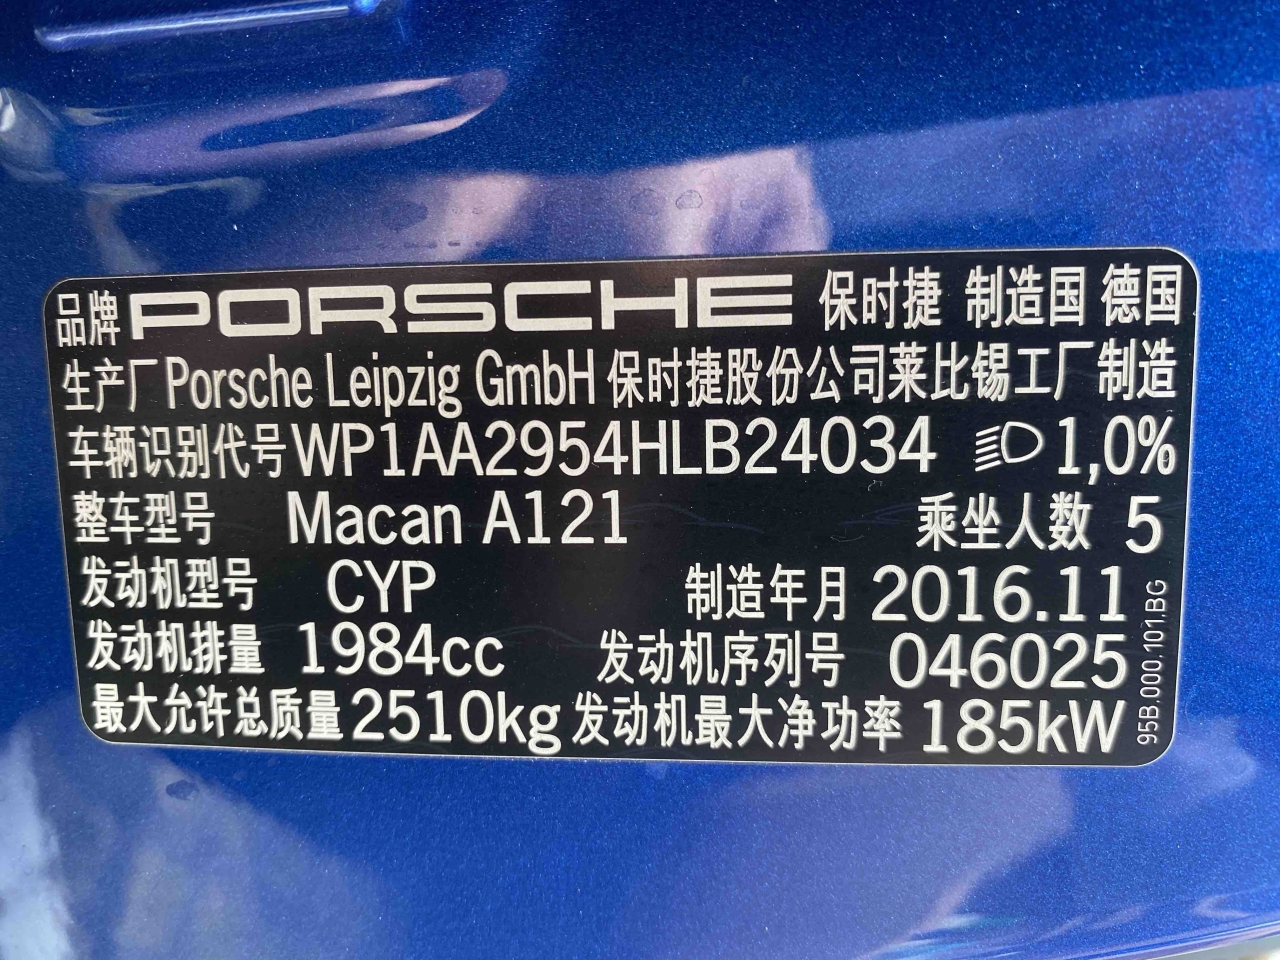 品牌 PORSCHE 保时捷 制造国 德国
生产厂 Porsche Leipzig GmbH 保时捷股份公司莱比锡工厂制造
车辆识别代号 WP1AA2954HLB24034 1,0%
整车型号 Macan A121 乘坐人数 5
发动机型号 CYP 制造年月 2016.11
发动机排量 1984cc 发动机序列号 046025
最大允许总质量 2510kg 发动机最大净功率 185kW
95B.000.101.BG